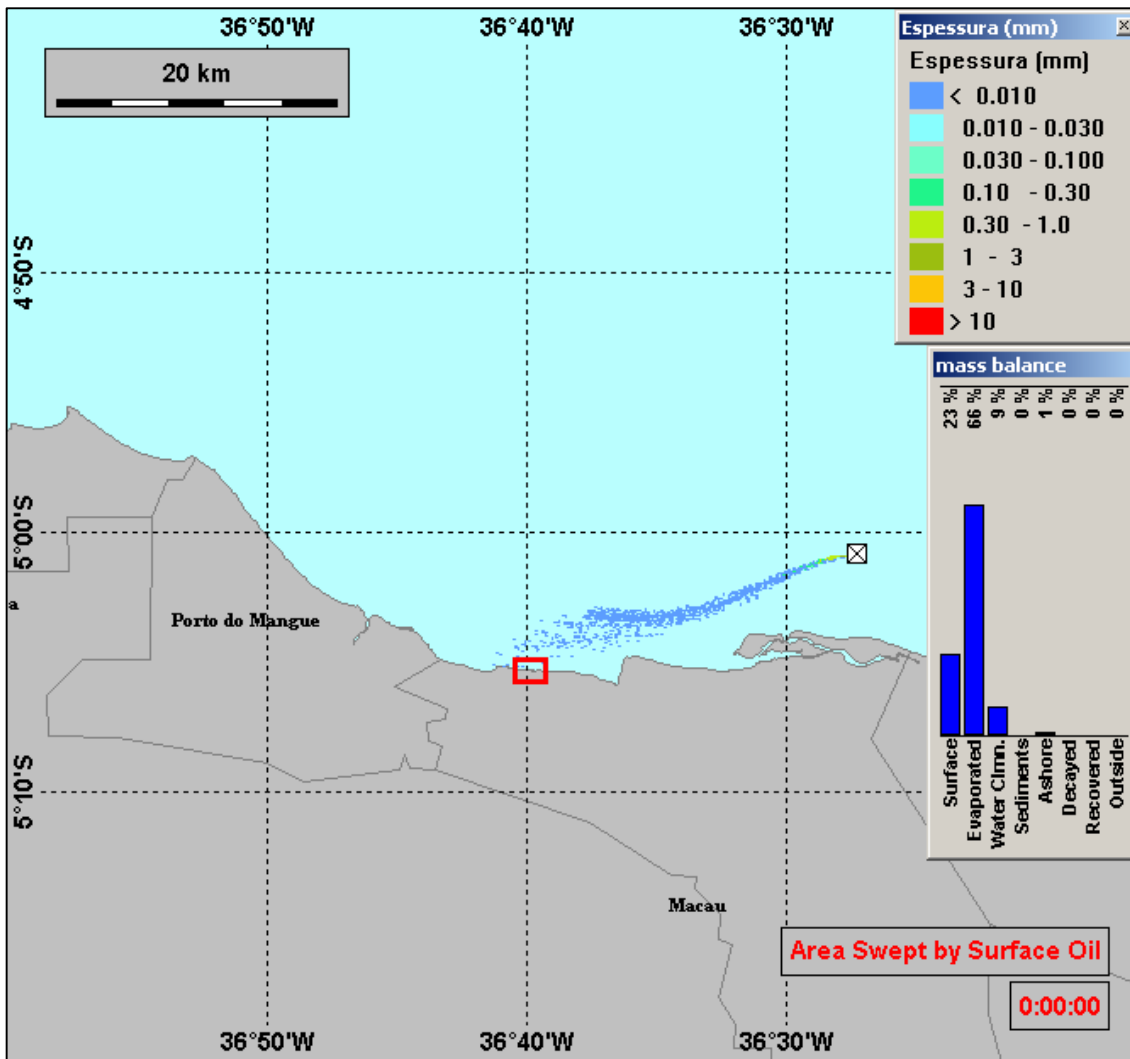 36°50'W
36°40'W
36°30'W
20 km
Espessura (mm)
Espessura (mm)
< 0.010
0.010 - 0.030
0.030 - 0.100
0.10 - 0.30
0.30 - 1.0
1 - 3
3 - 10
> 10
4°50'S
mass balance
23 %
66 %
9 %
0 %
1 %
0 %
0 %
0 %
5°00'S
a
Porto do Mangue
5°10'S
Surface
Evaporated
Water Clmn.
Sediments
Ashore
Decayed
Recovered
Outside
Macau
Area Swept by Surface Oil
0:00:00
36°50'W
36°40'W
36°30'W